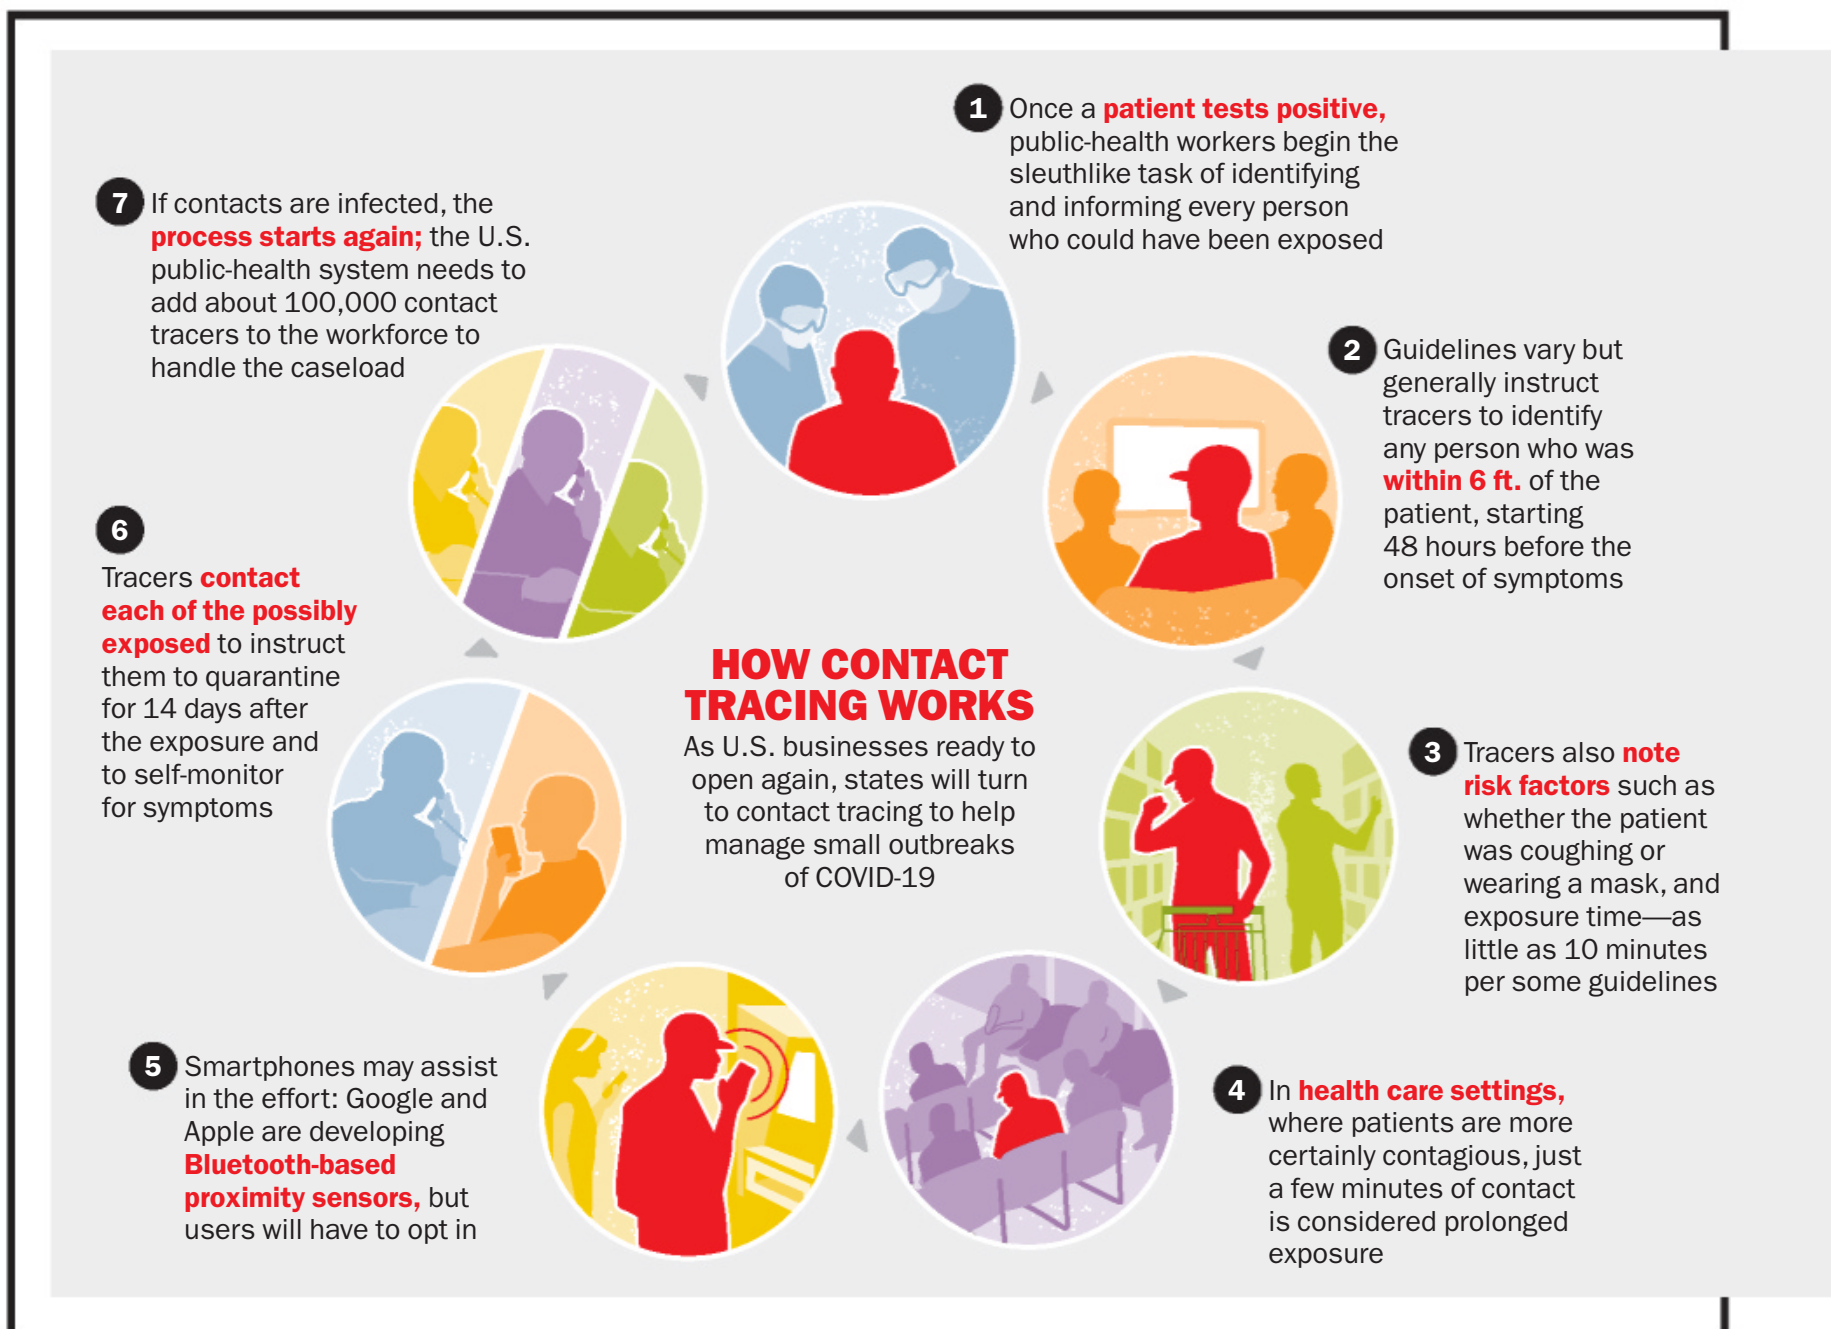 HOW CONTACT
TRACING WORKS
As U.S. businesses ready to
open again, states will turn
to contact tracing to help
manage small outbreaks
of COVID-19
1
Once a patient tests positive,
public-health workers begin the
sleuthlike task of identifying
and informing every person
who could have been exposed
2
Guidelines vary but
generally instruct
tracers to identify
any person who was
within 6 ft. of the
patient, starting
48 hours before the
onset of symptoms
3
Tracers also note
risk factors such as
whether the patient
was coughing or
wearing a mask, and
exposure time—as
little as 10 minutes
per some guidelines
4
In health care settings,
where patients are more
certainly contagious, just
a few minutes of contact
is considered prolonged
exposure
5
Smartphones may assist
in the effort: Google and
Apple are developing
Bluetooth-based
proximity sensors, but
users will have to opt in
6
Tracers contact
each of the possibly
exposed to instruct
them to quarantine
for 14 days after
the exposure and
to self-monitor
for symptoms
7
If contacts are infected, the
process starts again; the U.S.
public-health system needs to
add about 100,000 contact
tracers to the workforce to
handle the caseload